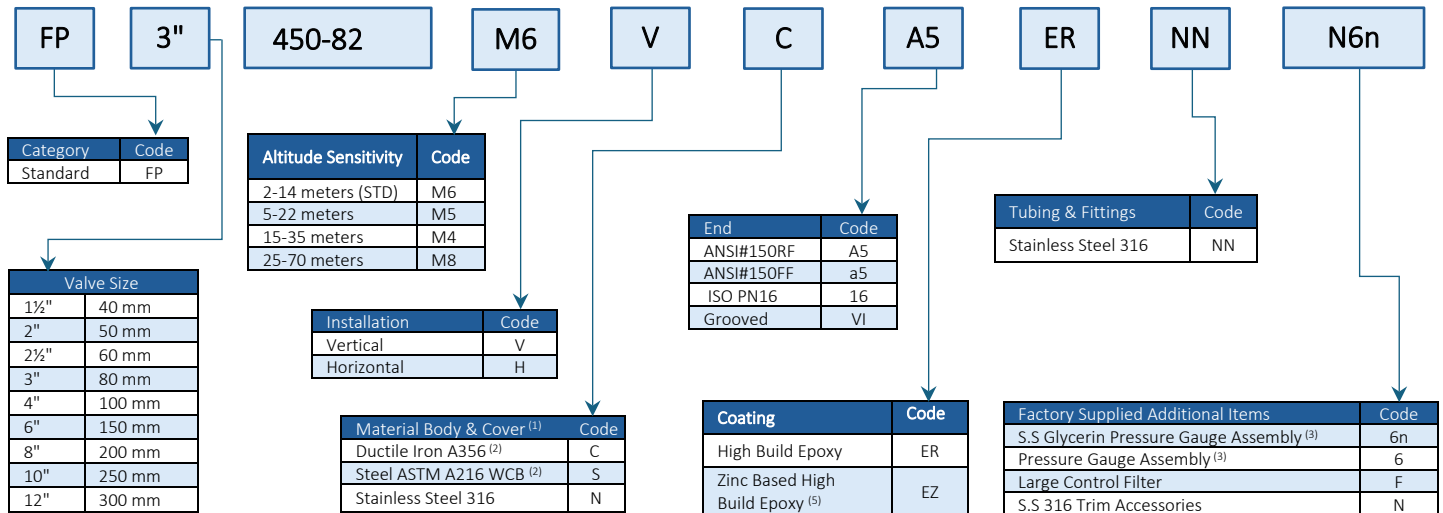 FP 3" 450-82 M6 V C A5 ER NN N6n
Category Code
Standard FP
Altitude Sensitivity Code
2-14 meters (STD) M6
5-22 meters M5
15-35 meters M4
25-70 meters M8
Tubing & Fittings Code
Stainless Steel 316 NN
End Code
ANSI#150RF A5
ANSI#150FF a5
ISO PN16 16
Grooved VI
Valve Size
1½" 40 mm
2" 50 mm
2½" 60 mm
3" 80 mm
4" 100 mm
6" 150 mm
8" 200 mm
10" 250 mm
12" 300 mm
Installation Code
Vertical V
Horizontal H
Material Body & Cover (1) Code
Ductile Iron A356 (2) C
Steel ASTM A216 WCB (2) S
Stainless Steel 316 N
Coating Code
High Build Epoxy ER
Zinc Based High
Build Epoxy (5) EZ
Factory Supplied Additional Items Code
S.S Glycerin Pressure Gauge Assembly (3) 6n
Pressure Gauge Assembly (3) 6
Large Control Filter F
S.S 316 Trim Accessories N